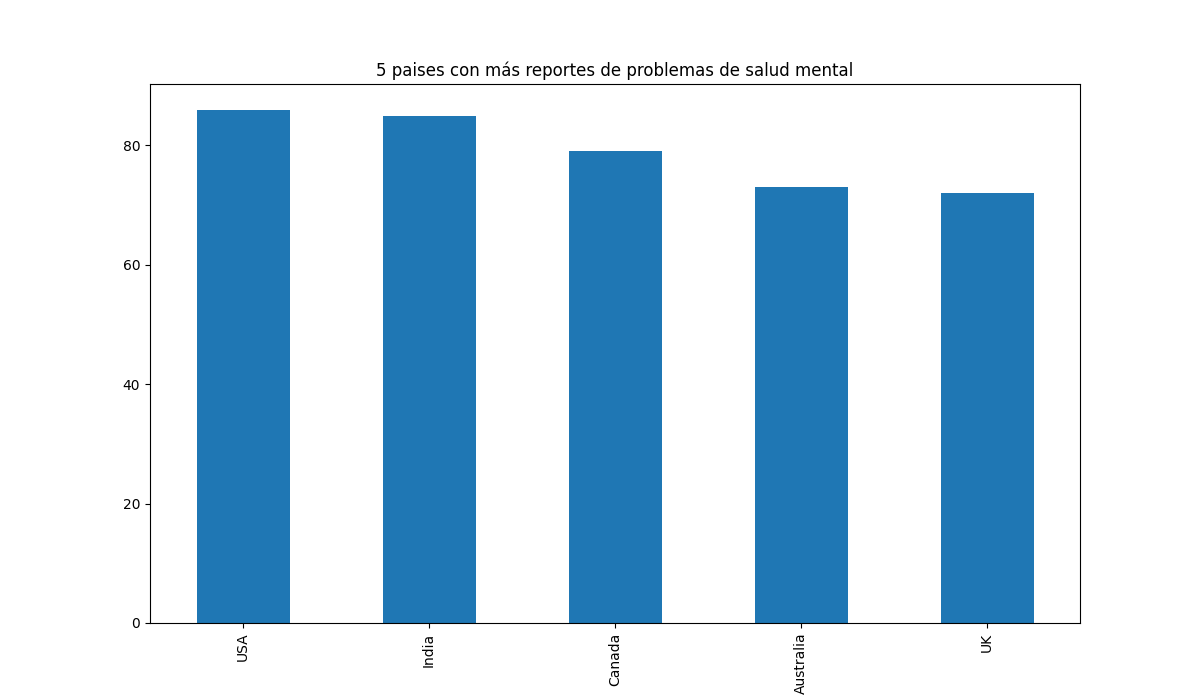 5 paises con más reportes de problemas de salud mental
80
60
40
20
0
USA
India
Canada
Australia
UK